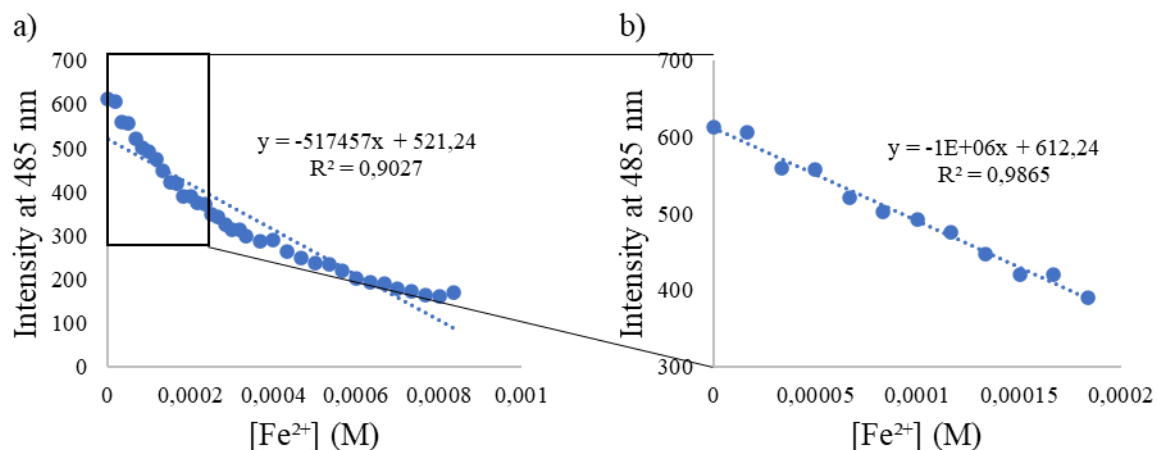 a)
Intensity at 485 nm
700
600
500
400
300
200
100
0
y = -517457x + 521,24
R² = 0,9027
0 0,0002 0,0004 0,0006 0,0008 0,001
[Fe²⁺] (M)
b)
Intensity at 485 nm
700
600
500
400
300
y = -1E+06x + 612,24
R² = 0,9865
0 0,00005 0,0001 0,00015 0,0002
[Fe²⁺] (M)